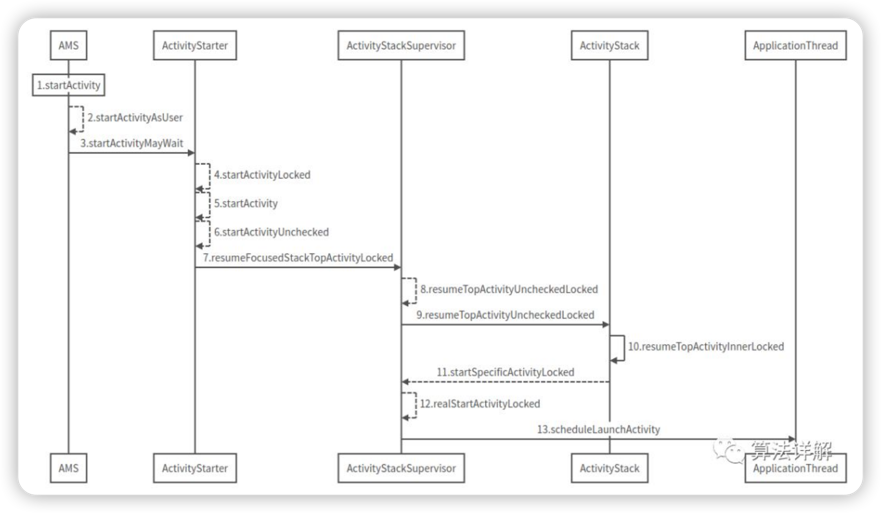 AMS
ActivityStarter
ActivityStackSupervisor
ActivityStack
ApplicationThread
1.startActivity
2.startActivityAsUser
3.startActivityMayWait
4.startActivityLocked
5.startActivity
6.startActivityUnchecked
7.resumeFocusedStackTopActivityLocked
8.resumeTopActivityUncheckedLocked
9.resumeTopActivityUncheckedLocked
10.resumeTopActivityInnerLocked
11.startSpecificActivityLocked
12.realStartActivityLocked
13.scheduleLaunchActivity
算法详解
AMS
ActivityStarter
ActivityStackSupervisor
ActivityStack
ApplicationThread